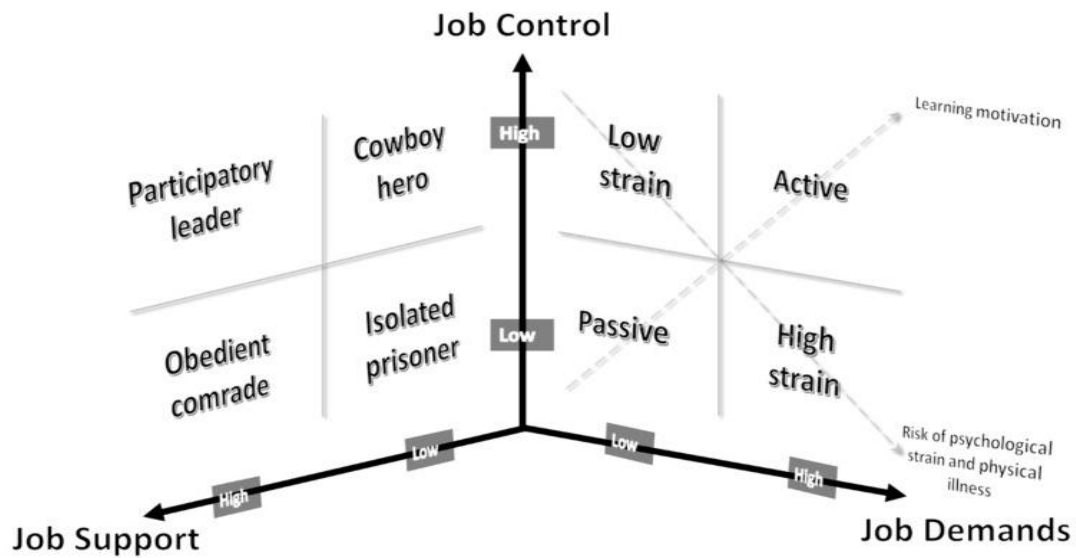 Job Control
High
Learning motivation
Cowboy
hero
Low
strain
Participatory
leader
Active
Isolated
prisoner
Low
Passive
Obedient
comrade
High
strain
Low
Low
Risk of psychological
strain and physical
illness
High
High
Job Support
Job Demands